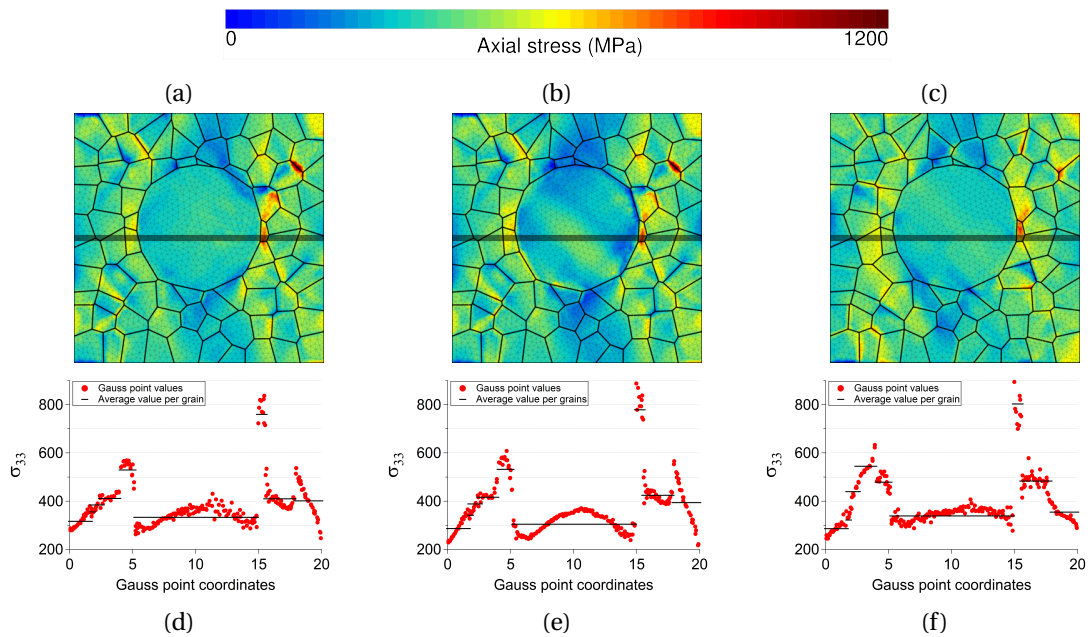 0 1200
Axial stress (MPa)
(a) (b) (c)
Gauss point values
Average value per grain
800
600
400
200
σ33
0 5 10 15 20
Gauss point coordinates
Gauss point values
Average value per grains
800
600
400
200
σ33
0 5 10 15 20
Gauss point coordinates
Gauss point values
Average value per grains
800
600
400
200
σ33
0 5 10 15 20
Gauss point coordinates
(d) (e) (f)